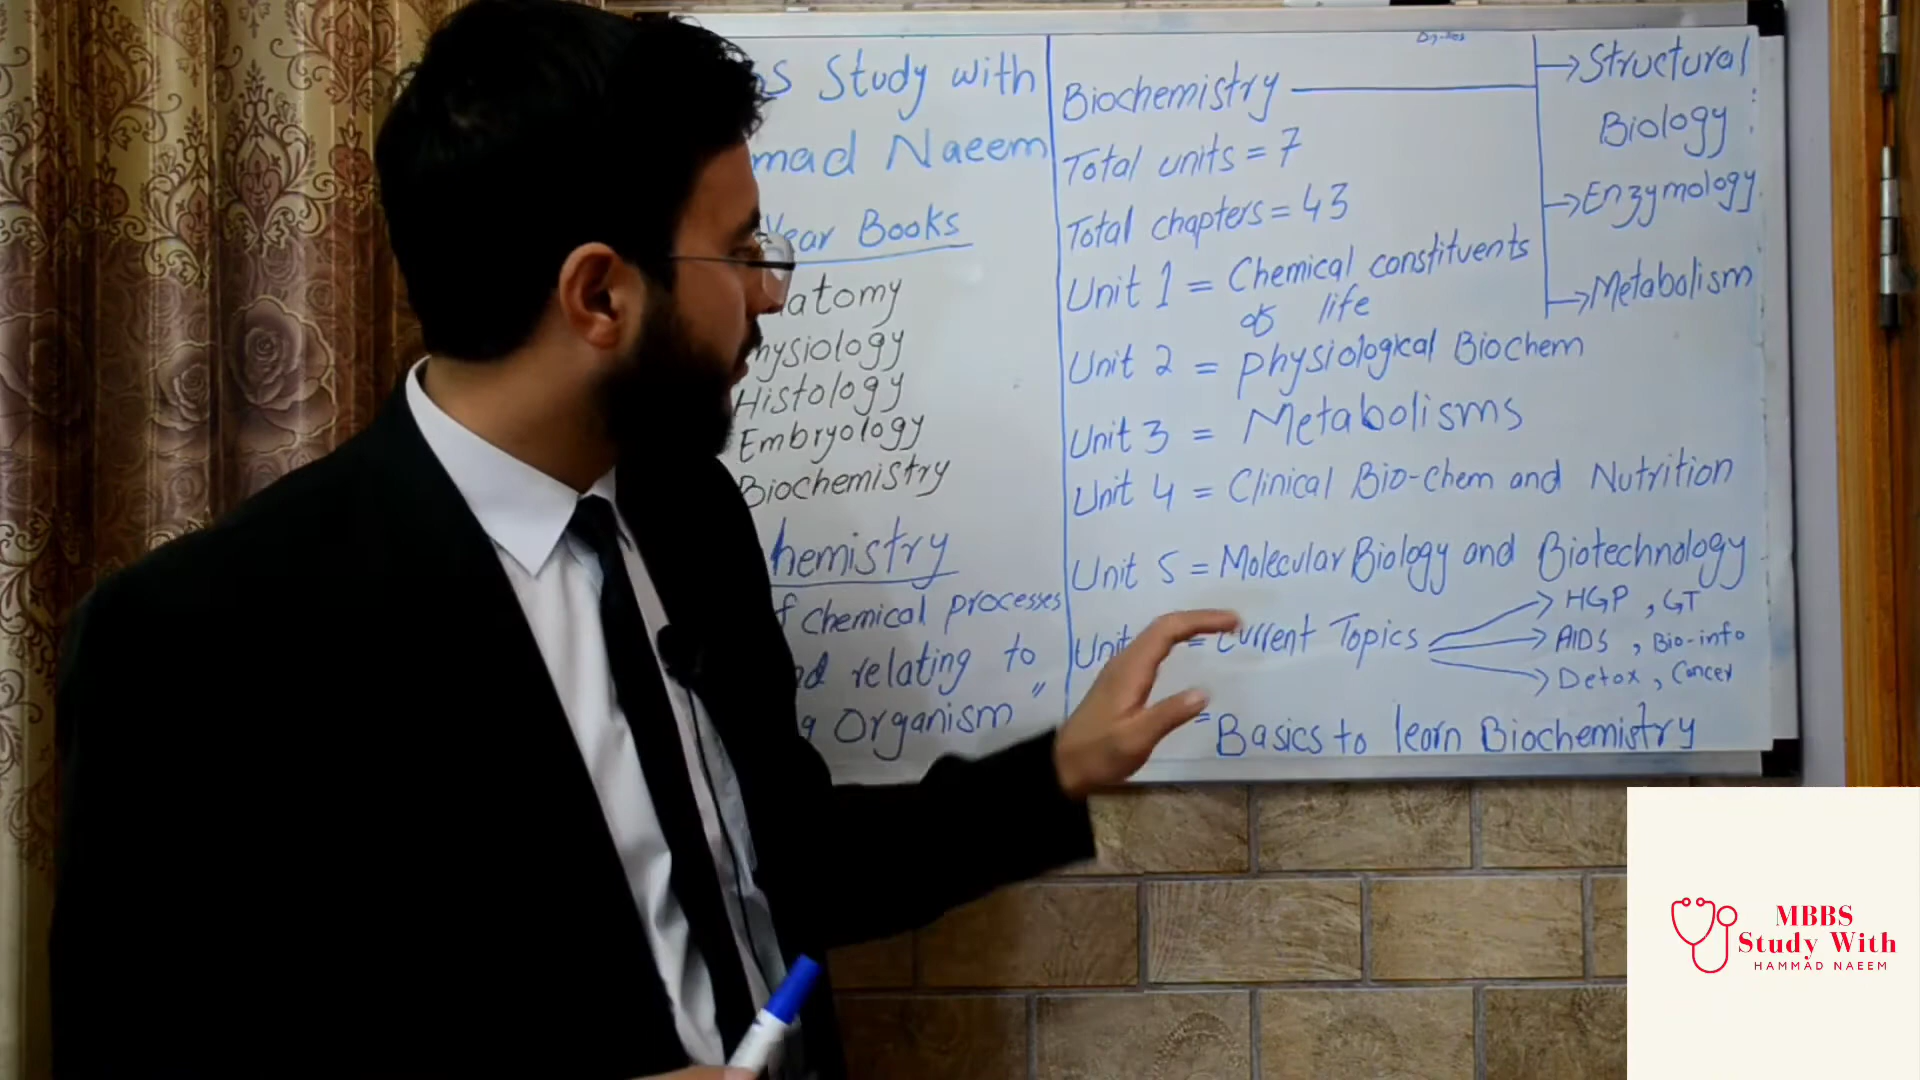 Study with
Naeem
Year Books
Histology
Embryology
Biochemistry
chemical processes
relating to
Organism"
Biochemistry
Total units = 7
Total chapters = 43
Unit 1 = Chemical constituents
of life
Unit 2 = Physiological Biochem
Unit 3 = Metabolisms
Unit 4 = Clinical Bio-Chem and Nutrition
Unit 5 = Molecular Biology and Biotechnology
= Current Topics
HGP , GT
AIDS , Bio-info
Detox , Cancer
= Basics to learn Biochemistry
→ Structural
Biology
→ Enzymology
→ Metabolism
MBBS
Study With
HAMMAD NAEEM